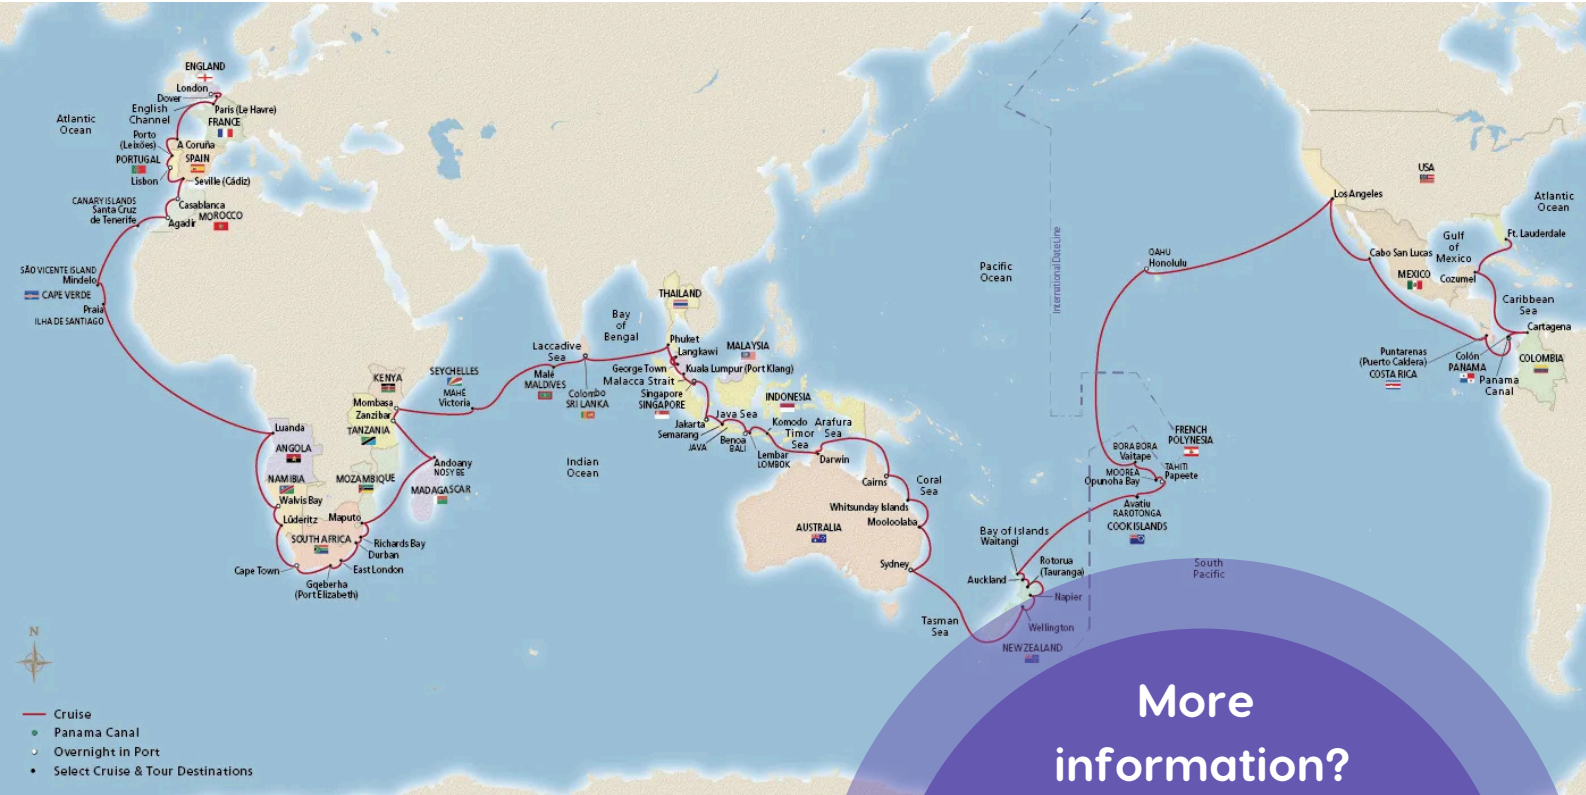 ENGLAND
London
Dover
English
Channel
Paris (Le Havre)
FRANCE
Atlantic
Ocean
Porto
(Leixões)
A Coruña
PORTUGAL
SPAIN
Lisbon
Seville (Cádiz)
CANARY ISLANDS
Santa Cruz
de Tenerife
Casablanca
Agadir
MOROCCO
SÃO VICENTE ISLAND
Mindelo
CAPE VERDE
Praia
ILHA DE SANTIAGO
Luanda
ANGOLA
NAMIBIA
Walvis Bay
Lüderitz
SOUTH AFRICA
Cape Town
Gqeberha
(Port Elizabeth)
East London
Durban
Richards Bay
Maputo
MOZAMBIQUE
Andoany
NOSY BE
MADAGASCAR
KENYA
Mombasa
Zanzibar
TANZANIA
SEYCHELLES
MAHÉ
Victoria
Laccadive
Sea
Malé
MALDIVES
Colombo
SRI LANKA
Bay
of
Bengal
Indian
Ocean
THAILAND
Phuket
Langkawi
George Town
MALAYSIA
Kuala Lumpur (Port Klang)
Malacca Strait
Singapore
SINGAPORE
INDONESIA
Jakarta
Java Sea
Semarang
JAVA
Benoa
BALI
Komodo
Lembar
LOMBOK
Timor
Sea
Arafura
Sea
Darwin
Cairns
Coral
Sea
Whitsunday Islands
Mooloolaba
AUSTRALIA
Sydney
Tasman
Sea
Bay of Islands
Waitangi
Auckland
Rotorua
(Tauranga)
Napier
Wellington
NEW ZEALAND
South
Pacific
Avatiu
RAROTONGA
COOK ISLANDS
FRENCH
POLYNESIA
BORA BORA
Vaitape
MOOREA
Opunoha Bay
TAHITI
Papeete
Pacific
Ocean
International Date Line
OAHU
Honolulu
Los Angeles
USA
Atlantic
Ocean
Cabo San Lucas
MEXICO
Gulf
of
Mexico
Ft. Lauderdale
Cozumel
Caribbean
Sea
Cartagena
COLOMBIA
Puntarenas
(Puerto Caldera)
COSTA RICA
Colón
PANAMA
Panama
Canal
N
Cruise
Panama Canal
Overnight in Port
Select Cruise & Tour Destinations
More
information?